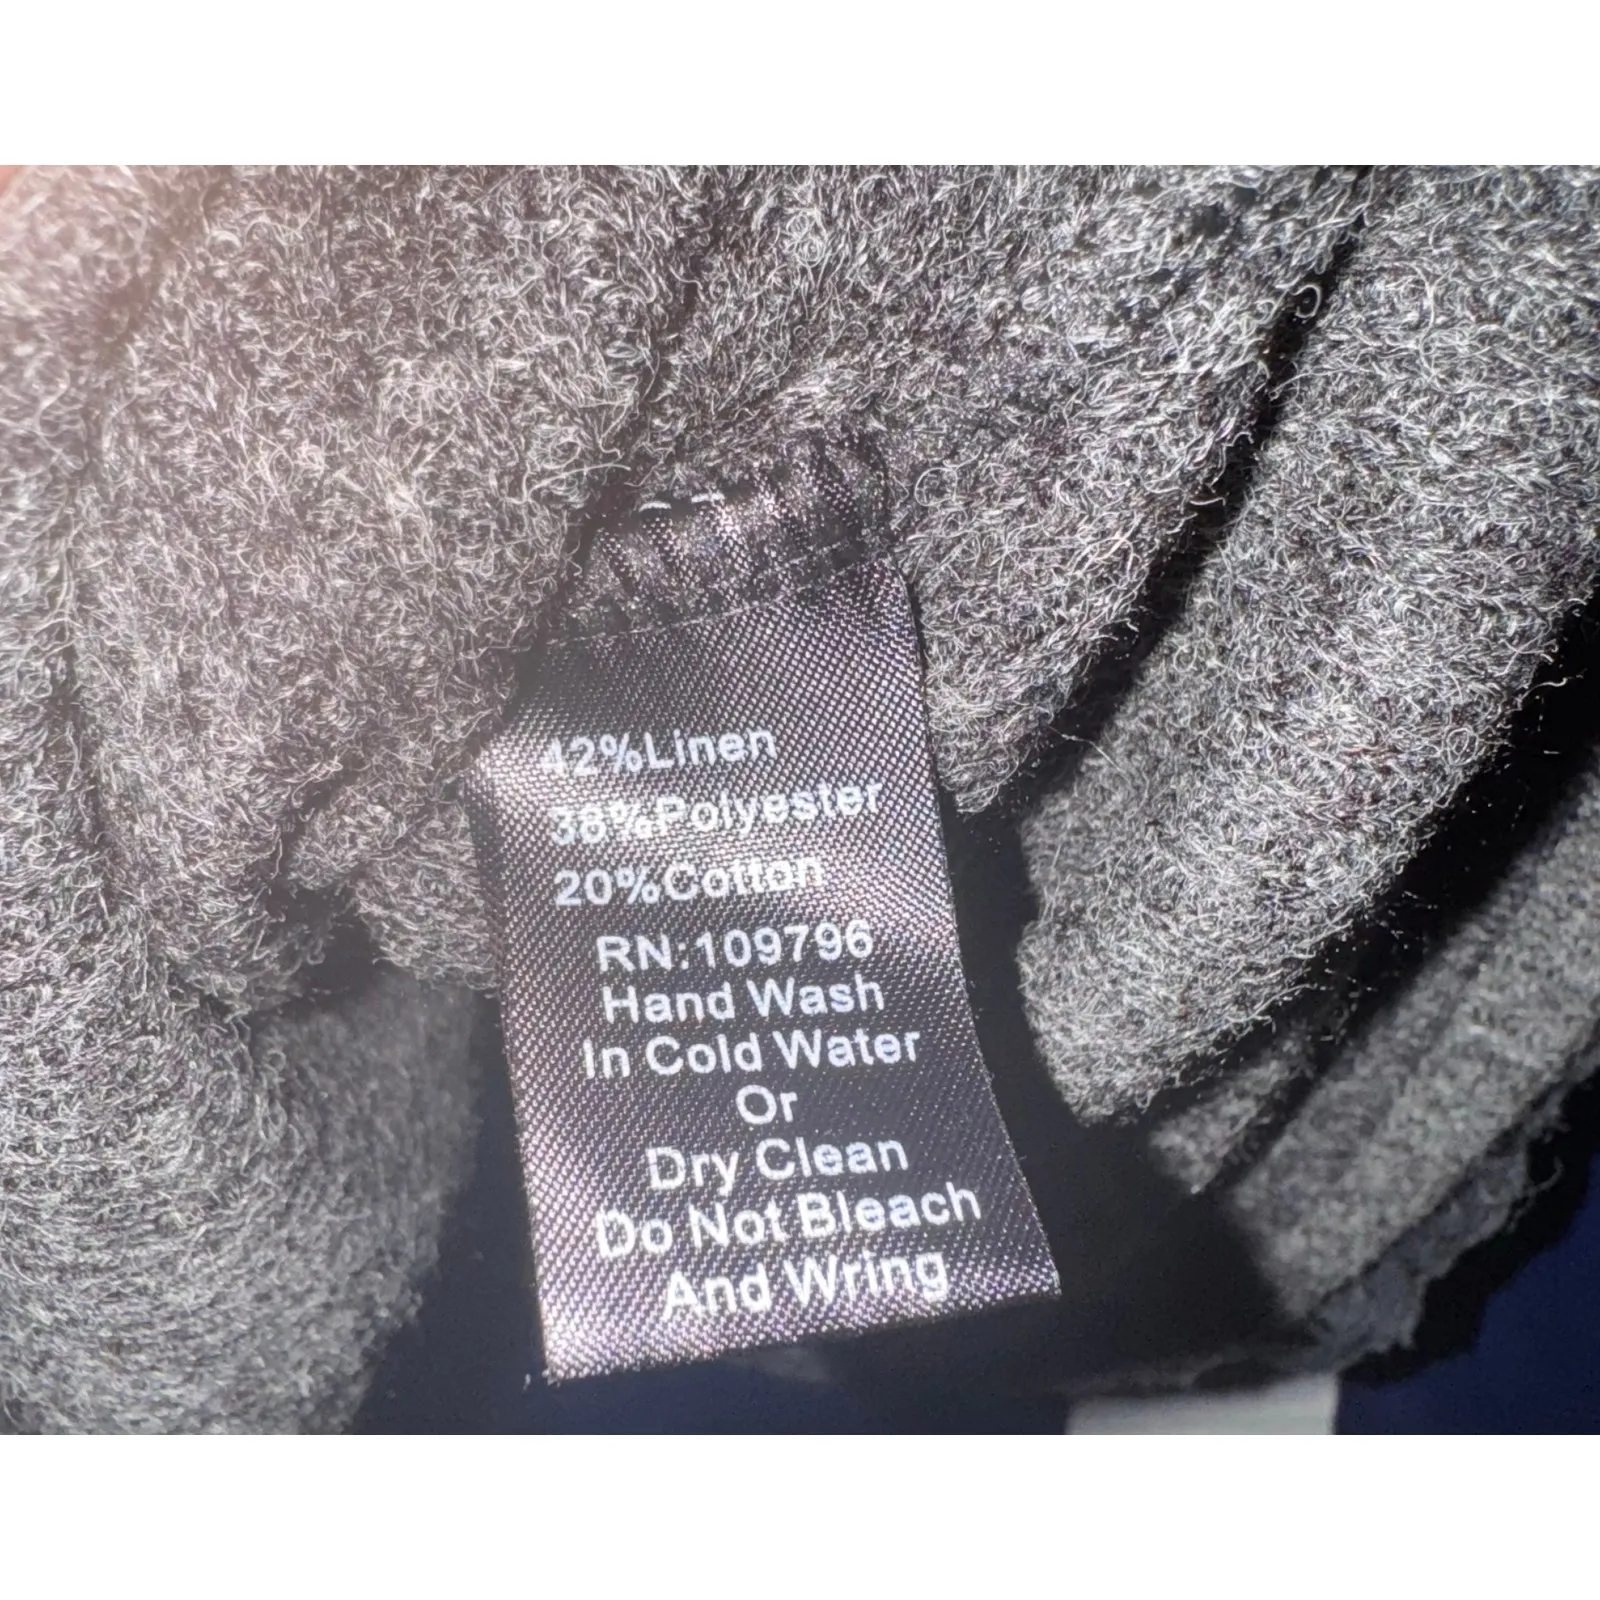 42%Linen
38%Polyester
20%Cotton
RN:109796
Hand Wash
In Cold Water
Or
Dry Clean
Do Not Bleach
And Wring